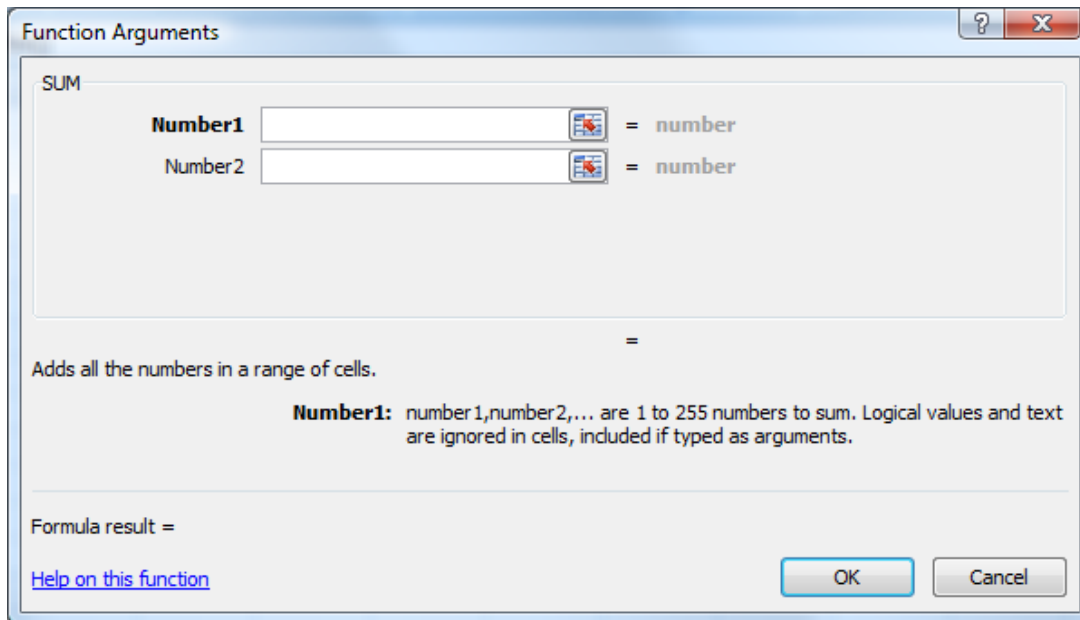 Function Arguments
SUM
Number1 = number
Number2 = number
=
Adds all the numbers in a range of cells.
Number1: number1,number2,... are 1 to 255 numbers to sum. Logical values and text
are ignored in cells, included if typed as arguments.
Formula result =
Help on this function
OK Cancel